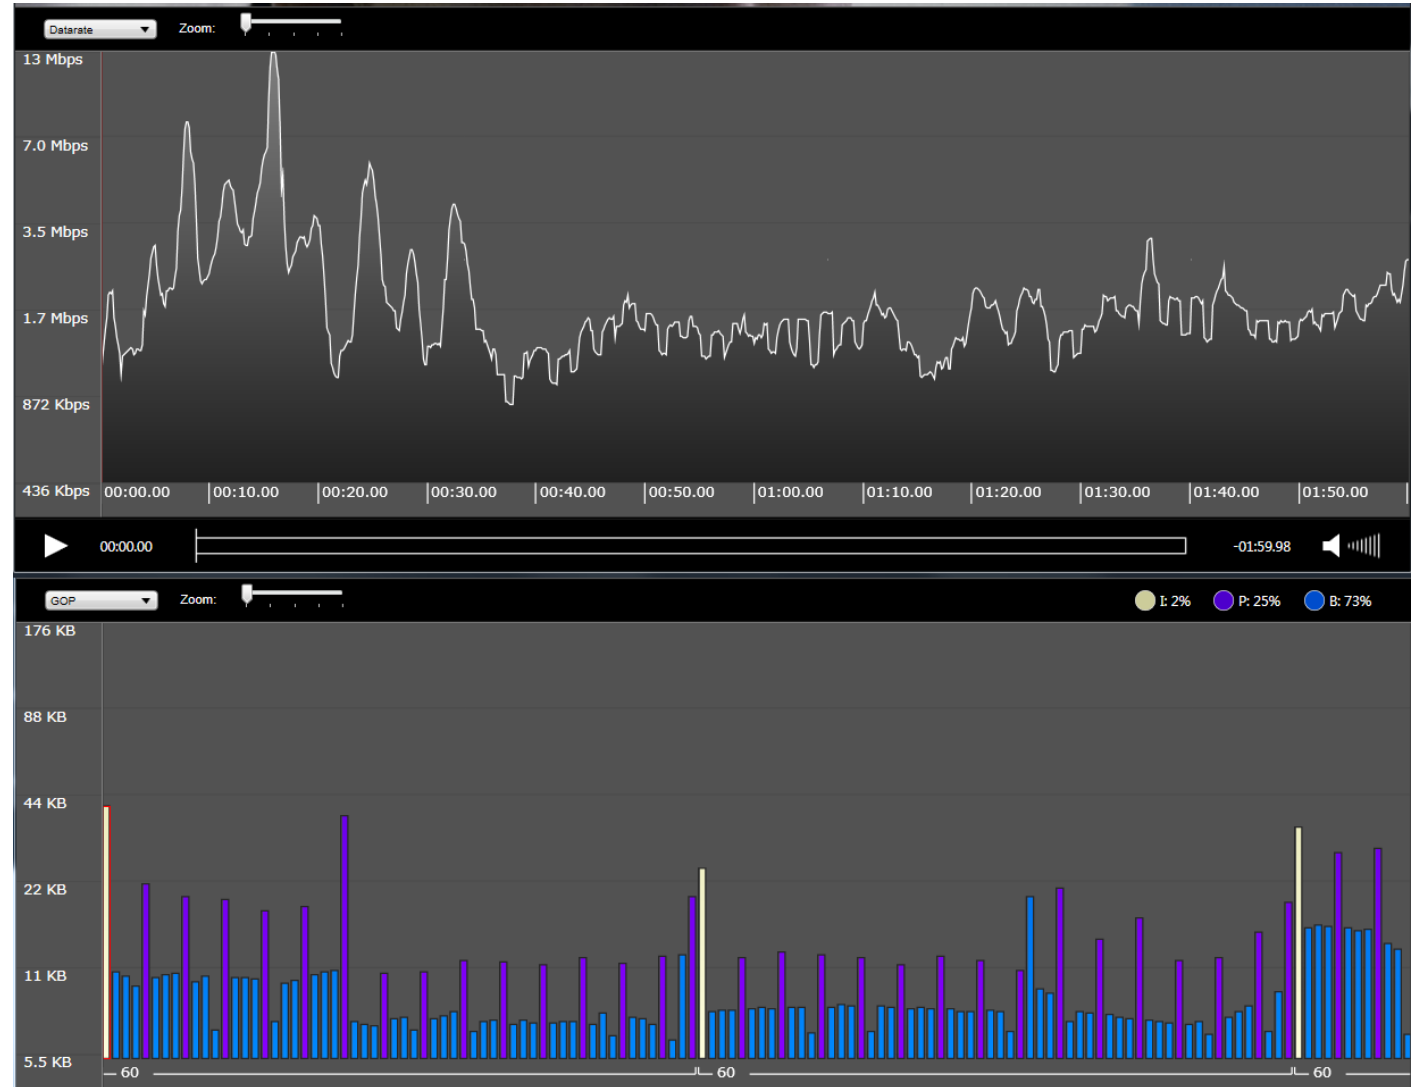 Datarate Zoom:
13 Mbps
7.0 Mbps
3.5 Mbps
1.7 Mbps
872 Kbps
436 Kbps 00:00.00 00:10.00 00:20.00 00:30.00 00:40.00 00:50.00 01:00.00 01:10.00 01:20.00 01:30.00 01:40.00 01:50.00
00:00.00 -01:59.98
GOP Zoom: I: 2% P: 25% B: 73%
176 KB
88 KB
44 KB
22 KB
11 KB
5.5 KB
60 60 60